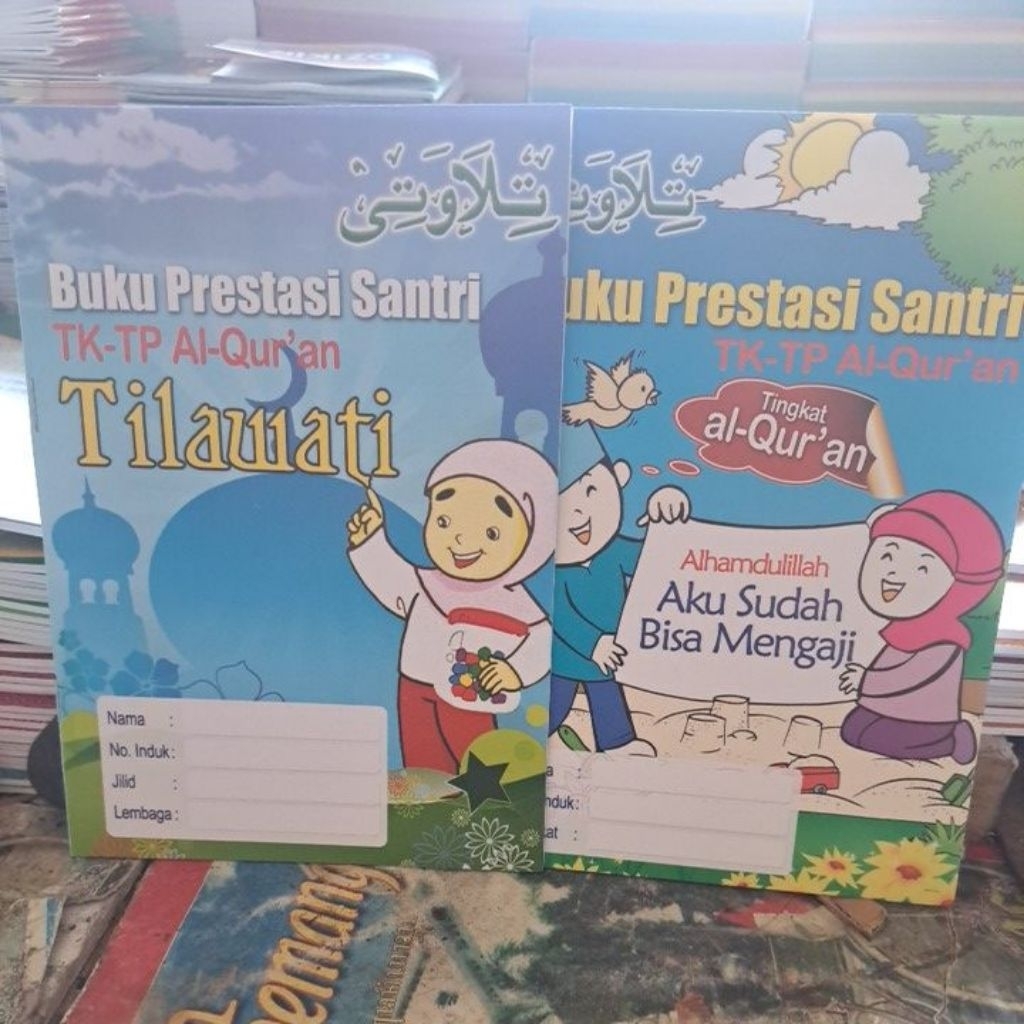 تِلَاوَتِى
Buku Prestasi Santri
TK-TP Al-Qur'an
Tilawati
Nama :
No. Induk :
Jilid :
Lembaga :
تِلَاوَ
uku Prestasi Santri
TK-TP Al-Qur'an
Tingkat
al-Qur'an
Alhamdulillah
Aku Sudah
Bisa Mengaji
a :
nduk:
at :
emang